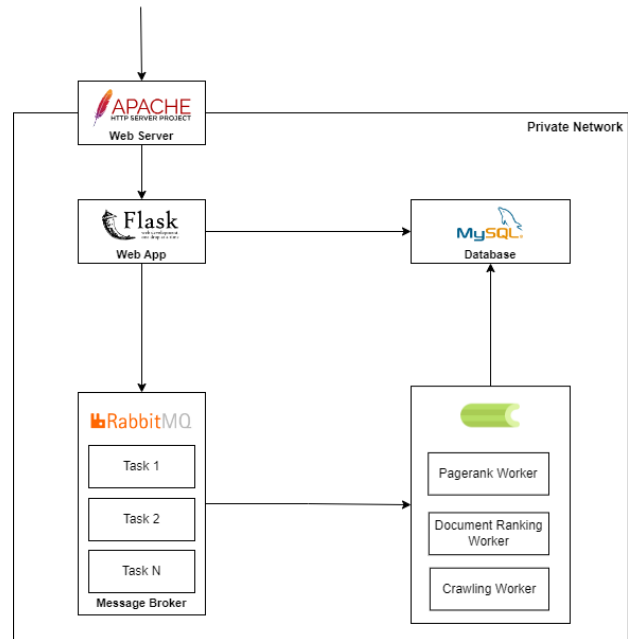 APACHE
HTTP SERVER PROJECT
Web Server
Private Network
Flask
Web App
MySQL
Database
RabbitMQ
Task 1
Task 2
Task N
Message Broker
Pagerank Worker
Document Ranking
Worker
Crawling Worker